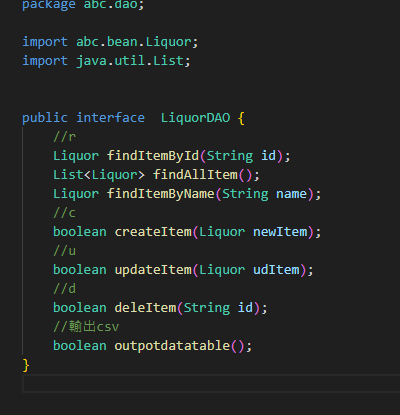 package abc.dao;
import abc.bean.Liquor;
import java.util.List;
public interface  LiquorDAO {
//r
Liquor findItemById(String id);
List<Liquor> findAllItem();
Liquor findItemByName(String name);
//c
boolean createItem(Liquor newItem);
//u
boolean updateItem(Liquor udItem);
//d
boolean deleItem(String id);
//輸出csv
boolean outpotdatatable();
}